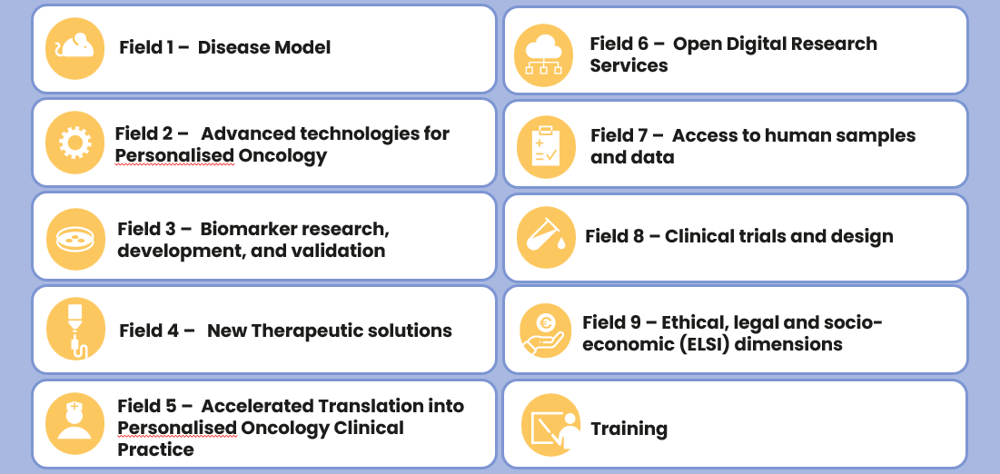 Field 1 – Disease Model
Field 2 – Advanced technologies for
Personalised Oncology
Field 3 – Biomarker research,
development, and validation
Field 4 – New Therapeutic solutions
Field 5 – Accelerated Translation into
Personalised Oncology Clinical
Practice
Field 6 – Open Digital Research
Services
Field 7 – Access to human samples
and data
Field 8 – Clinical trials and design
Field 9 – Ethical, legal and socio-
economic (ELSI) dimensions
Training